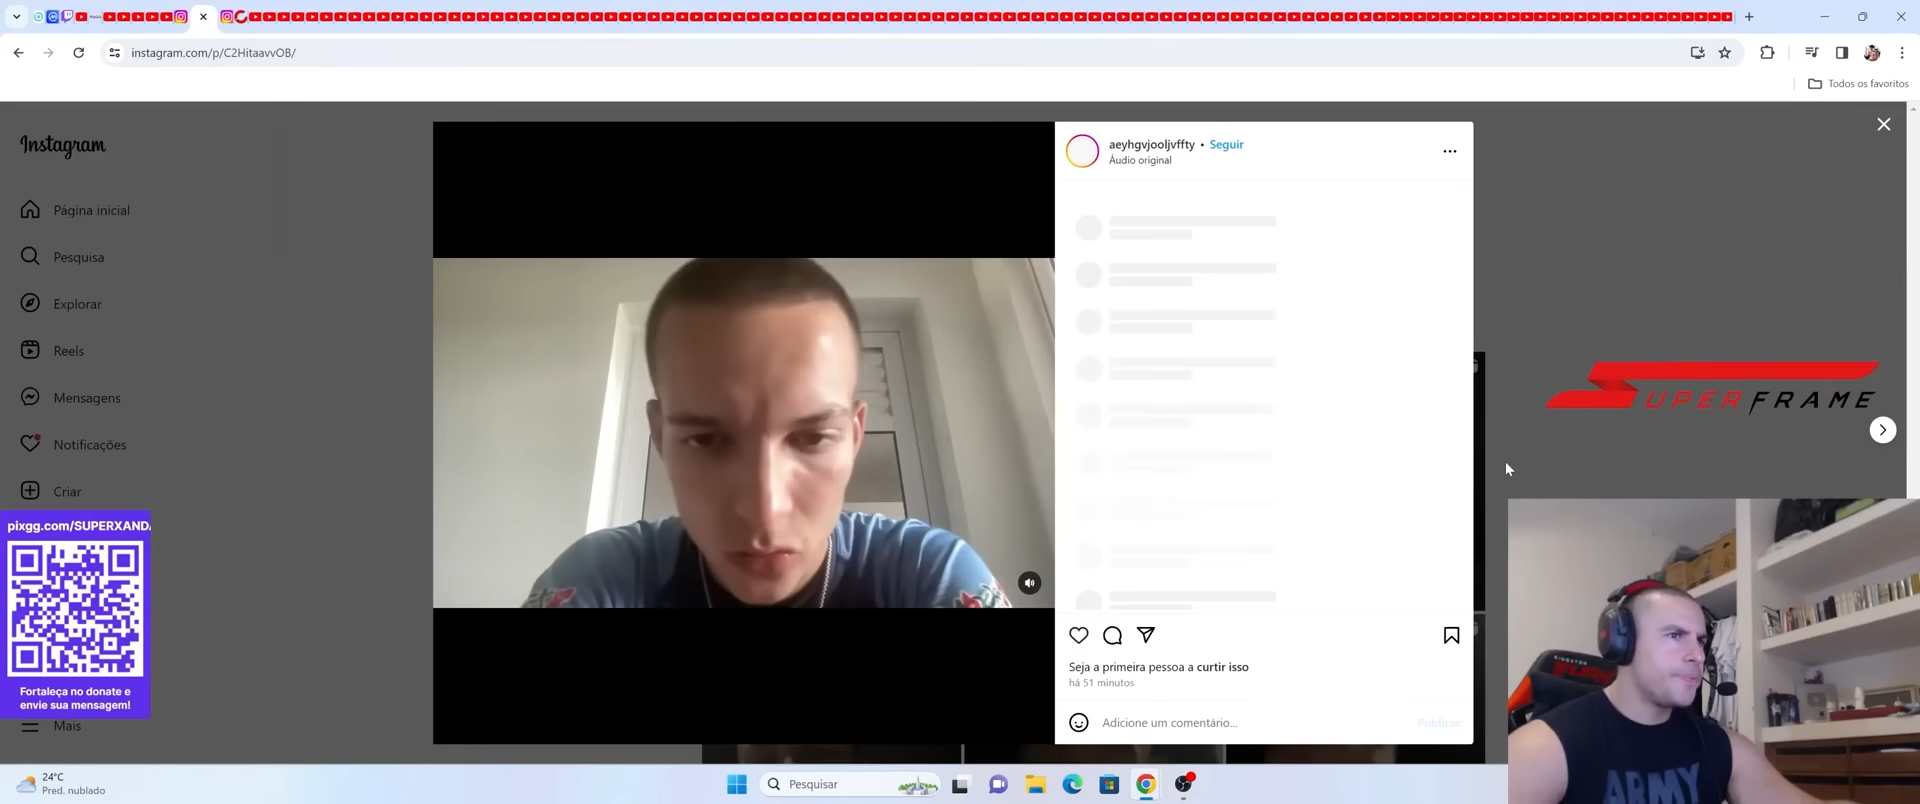 instagram.com/p/C2HitaavvOB/
Todos os favoritos
Instagram
aeyhgvjooljvffty • Seguir
Áudio original
Página inicial
Pesquisa
Explorar
Reels
Mensagens
Notificações
Criar
SUPERFRAME
pixgg.com/SUPERXAND
Fortaleça no donate e
envie sua mensagem!
Mais
Seja a primeira pessoa a curtir isso
há 51 minutos
Adicione um comentário...
Publicar
ARMY
24°C
Pred. nublado
Pesquisar